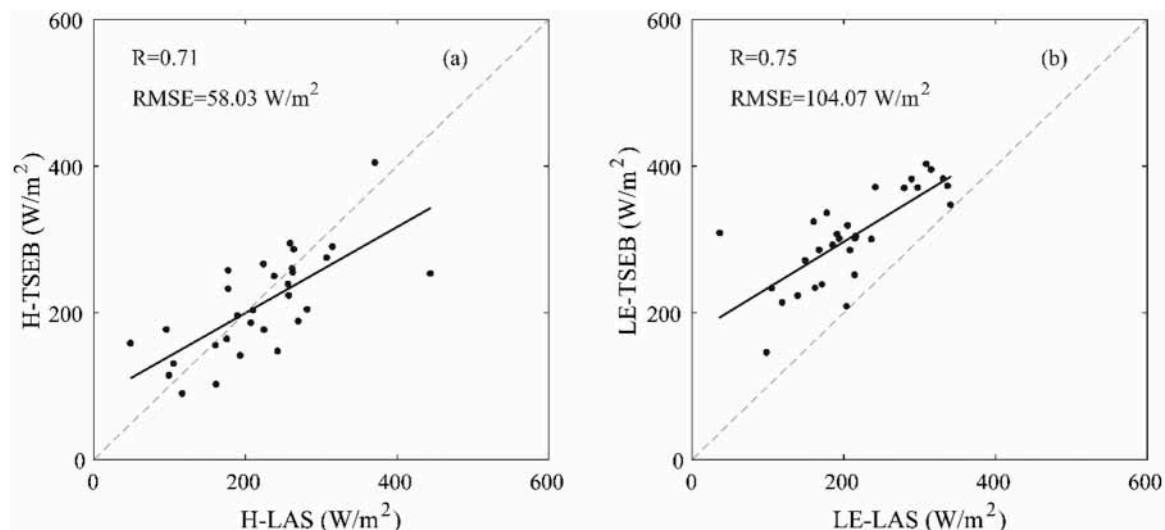 600
R=0.71
(a)
RMSE=58.03 W/m²
400
H-TSEB (W/m²)
200
0
0
200
400
600
H-LAS (W/m²)
600
R=0.75
(b)
RMSE=104.07 W/m²
400
LE-TSEB (W/m²)
200
0
0
200
400
600
LE-LAS (W/m²)